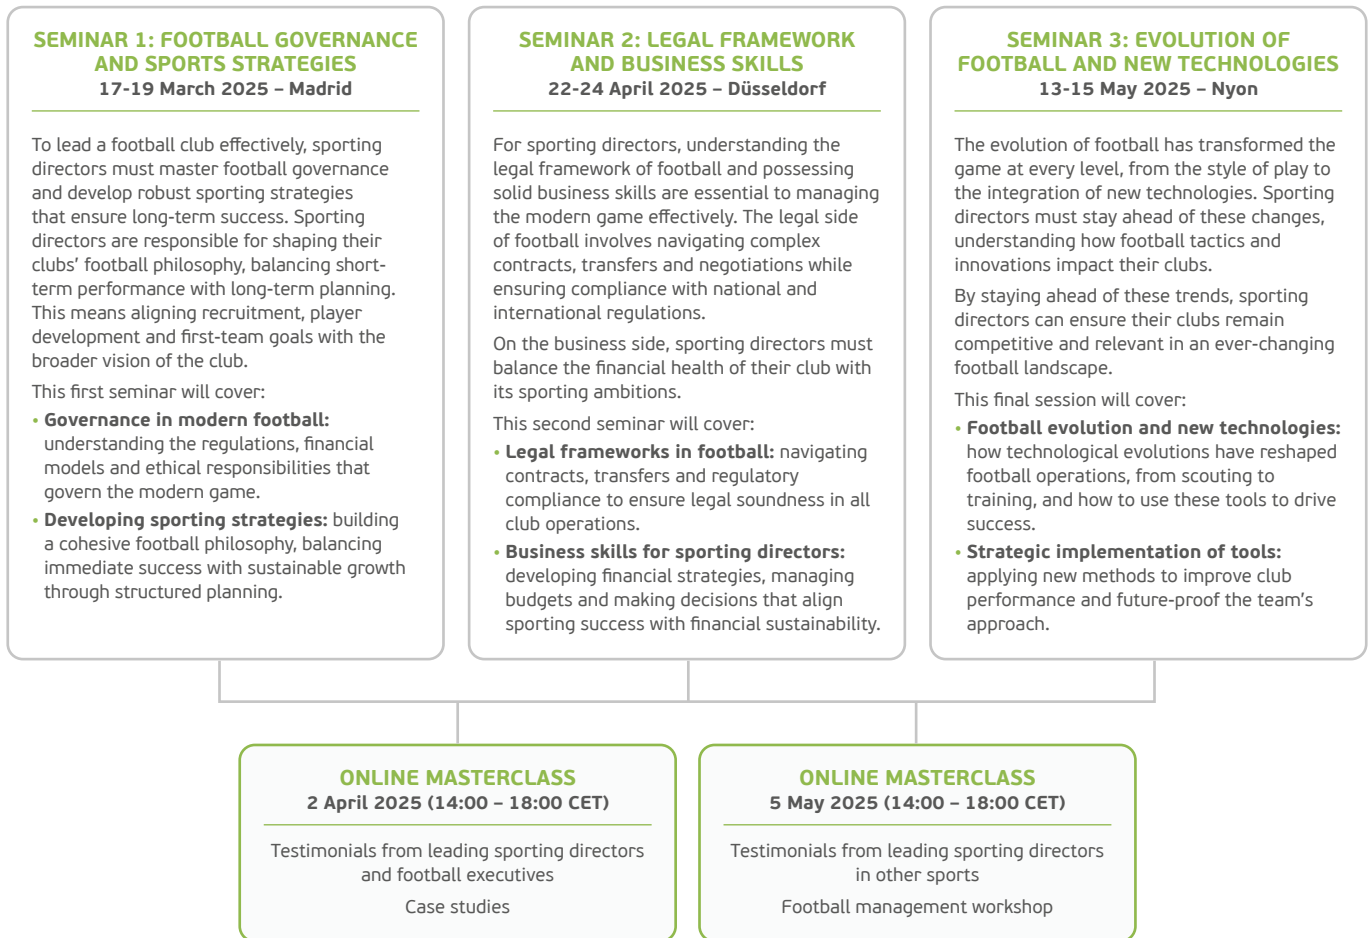 SEMINAR 1: FOOTBALL GOVERNANCE
AND SPORTS STRATEGIES
17-19 March 2025 – Madrid
To lead a football club effectively, sporting
directors must master football governance
and develop robust sporting strategies
that ensure long-term success. Sporting
directors are responsible for shaping their
clubs’ football philosophy, balancing short-
term performance with long-term planning.
This means aligning recruitment, player
development and first-team goals with the
broader vision of the club.
This first seminar will cover:
• Governance in modern football:
understanding the regulations, financial
models and ethical responsibilities that
govern the modern game.
• Developing sporting strategies: building
a cohesive football philosophy, balancing
immediate success with sustainable growth
through structured planning.
SEMINAR 2: LEGAL FRAMEWORK
AND BUSINESS SKILLS
22-24 April 2025 – Düsseldorf
For sporting directors, understanding the
legal framework of football and possessing
solid business skills are essential to managing
the modern game effectively. The legal side
of football involves navigating complex
contracts, transfers and negotiations while
ensuring compliance with national and
international regulations.
On the business side, sporting directors must
balance the financial health of their club with
its sporting ambitions.
This second seminar will cover:
• Legal frameworks in football: navigating
contracts, transfers and regulatory
compliance to ensure legal soundness in all
club operations.
• Business skills for sporting directors:
developing financial strategies, managing
budgets and making decisions that align
sporting success with financial sustainability.
SEMINAR 3: EVOLUTION OF
FOOTBALL AND NEW TECHNOLOGIES
13-15 May 2025 – Nyon
The evolution of football has transformed the
game at every level, from the style of play to
the integration of new technologies. Sporting
directors must stay ahead of these changes,
understanding how football tactics and
innovations impact their clubs.
By staying ahead of these trends, sporting
directors can ensure their clubs remain
competitive and relevant in an ever-changing
football landscape.
This final session will cover:
• Football evolution and new technologies:
how technological evolutions have reshaped
football operations, from scouting to
training, and how to use these tools to drive
success.
• Strategic implementation of tools:
applying new methods to improve club
performance and future-proof the team’s
approach.
ONLINE MASTERCLASS
2 April 2025 (14:00 – 18:00 CET)
Testimonials from leading sporting directors
and football executives
Case studies
ONLINE MASTERCLASS
5 May 2025 (14:00 – 18:00 CET)
Testimonials from leading sporting directors
in other sports
Football management workshop